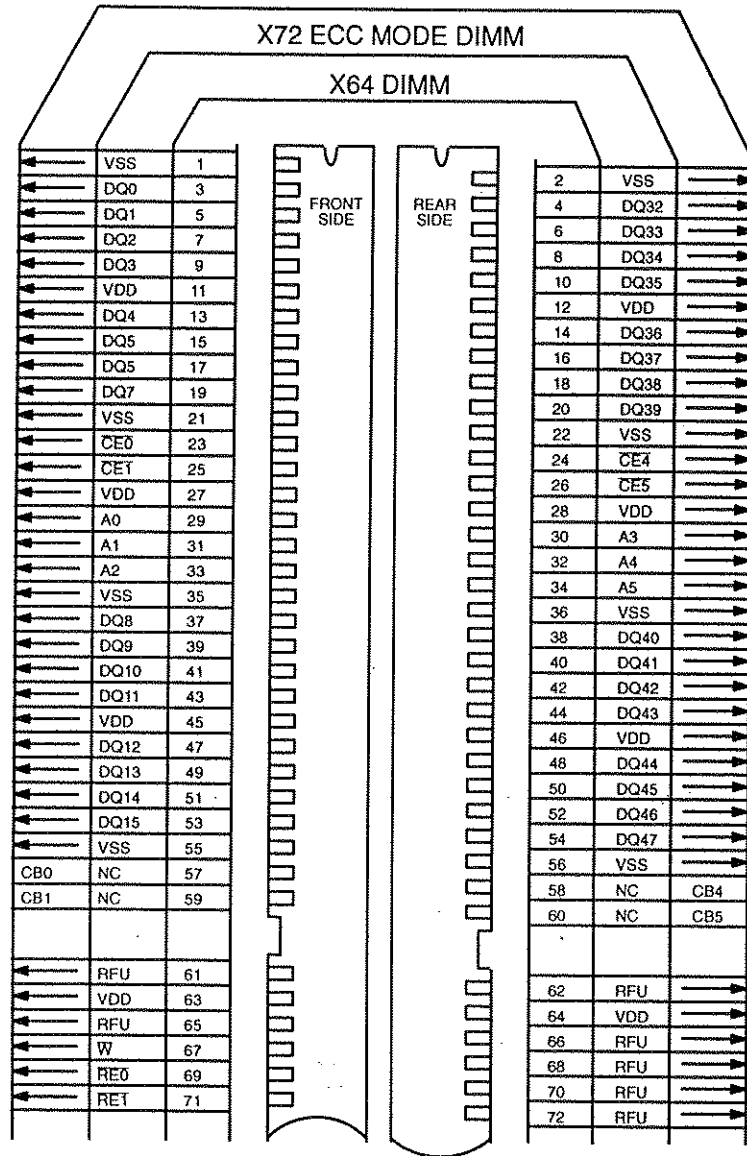 X72 ECC MODE DIMM
X64 DIMM
FRONT SIDE
REAR SIDE
VSS 1
DQ0 3
DQ1 5
DQ2 7
DQ3 9
VDD 11
DQ4 13
DQ5 15
DQ5 17
DQ7 19
VSS 21
C̅E̅0̅ 23
C̅E̅1̅ 25
VDD 27
A0 29
A1 31
A2 33
VSS 35
DQ8 37
DQ9 39
DQ10 41
DQ11 43
VDD 45
DQ12 47
DQ13 49
DQ14 51
DQ15 53
VSS 55
CB0 NC 57
CB1 NC 59
RFU 61
VDD 63
RFU 65
W̅ 67
R̅E̅0̅ 69
R̅E̅1̅ 71
2 VSS
4 DQ32
6 DQ33
8 DQ34
10 DQ35
12 VDD
14 DQ36
16 DQ37
18 DQ38
20 DQ39
22 VSS
24 C̅E̅4̅
26 C̅E̅5̅
28 VDD
30 A3
32 A4
34 A5
36 VSS
38 DQ40
40 DQ41
42 DQ42
44 DQ43
46 VDD
48 DQ44
50 DQ45
52 DQ46
54 DQ47
56 VSS
58 NC CB4
60 NC CB5
62 RFU
64 VDD
66 RFU
68 RFU
70 RFU
72 RFU